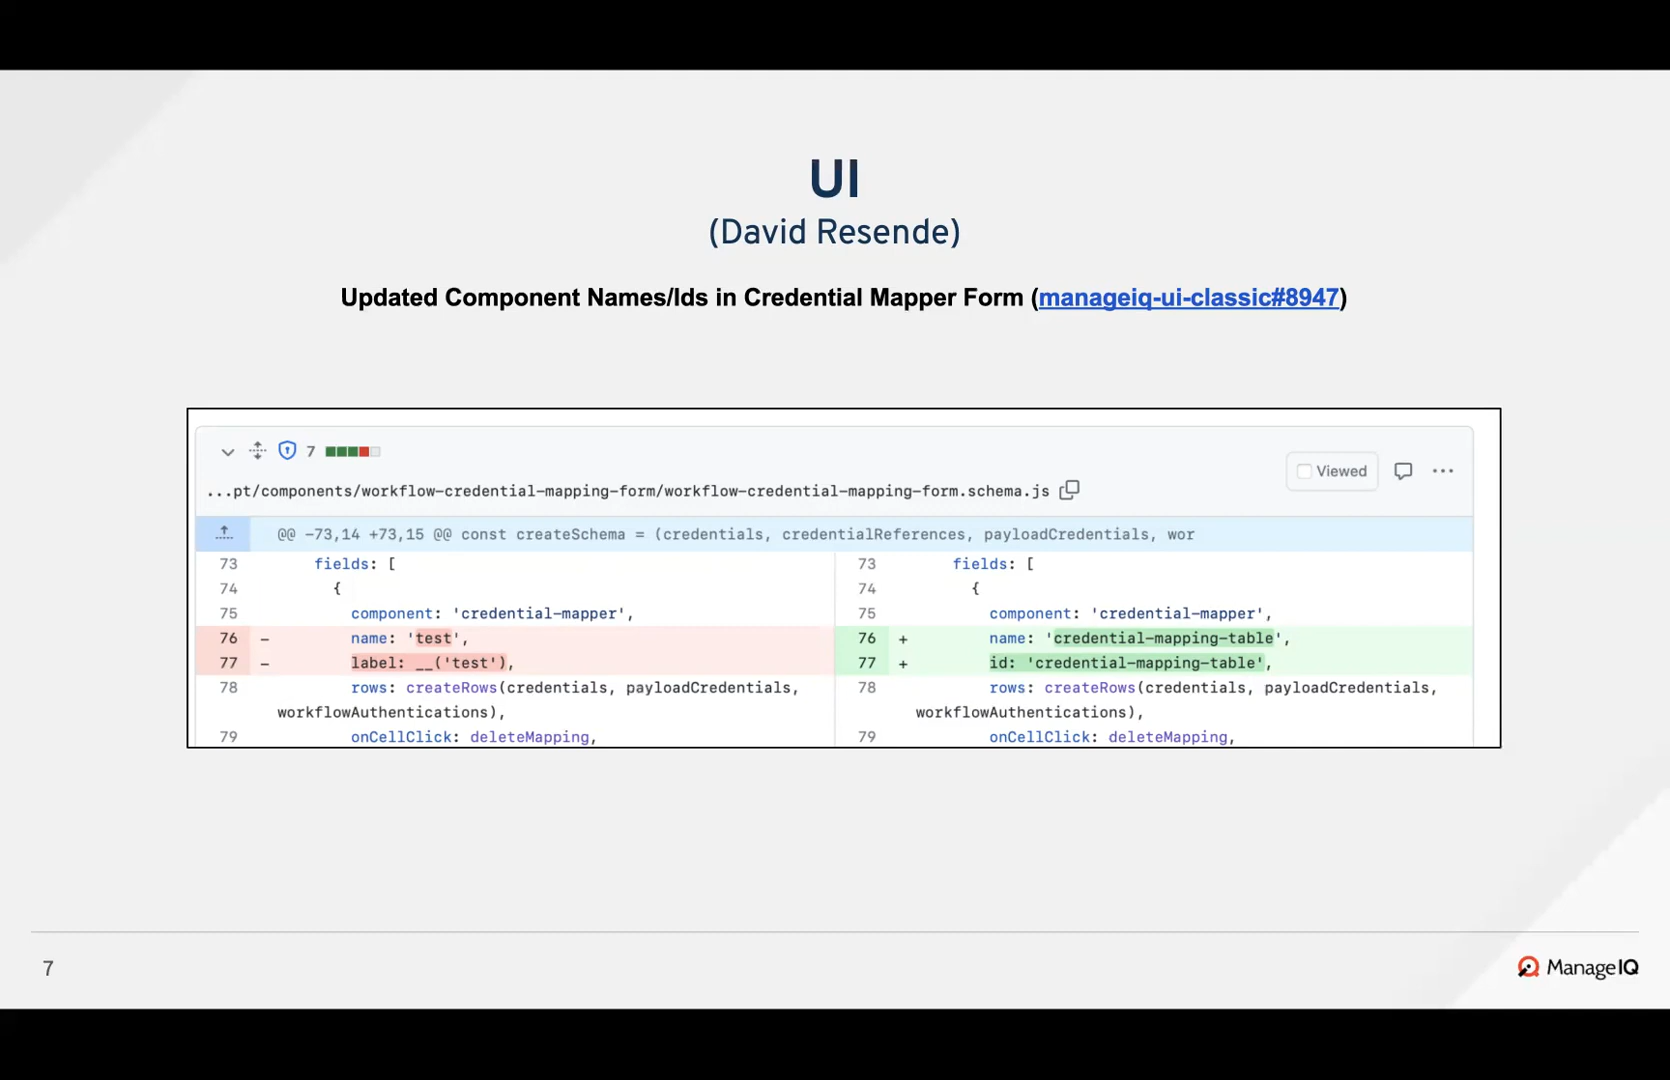 UI
(David Resende)
Updated Component Names/Ids in Credential Mapper Form (manageiq-ui-classic#8947)
7
Viewed
...pt/components/workflow-credential-mapping-form/workflow-credential-mapping-form.schema.js
@@ -73,14 +73,15 @@ const createSchema = (credentials, credentialReferences, payloadCredentials, wor
73 fields: [
74 {
75 component: 'credential-mapper',
76 - name: 'test',
77 - label: __('test'),
78 rows: createRows(credentials, payloadCredentials,
workflowAuthentications),
79 onCellClick: deleteMapping,
73 fields: [
74 {
75 component: 'credential-mapper',
76 + name: 'credential-mapping-table',
77 + id: 'credential-mapping-table',
78 rows: createRows(credentials, payloadCredentials,
workflowAuthentications),
79 onCellClick: deleteMapping,
7
ManageIQ